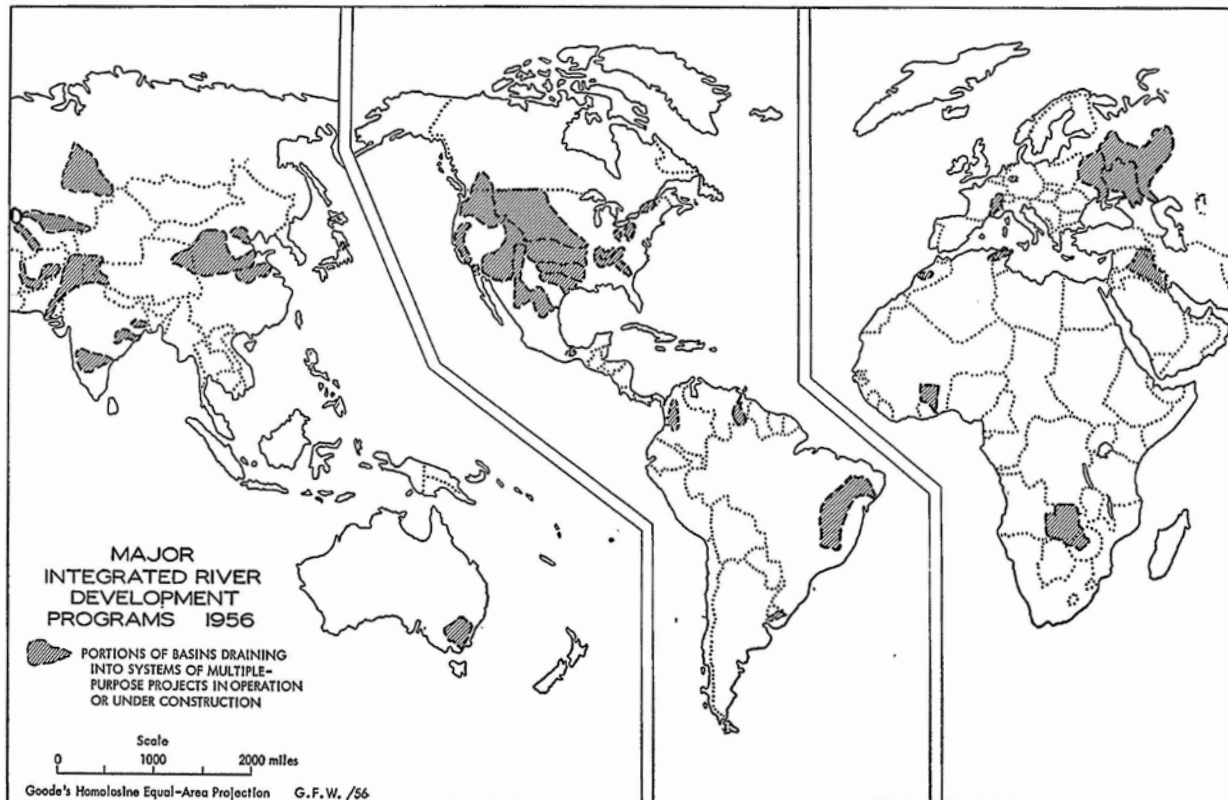 MAJOR
INTEGRATED RIVER
DEVELOPMENT
PROGRAMS 1956
PORTIONS OF BASINS DRAINING
INTO SYSTEMS OF MULTIPLE-
PURPOSE PROJECTS IN OPERATION
OR UNDER CONSTRUCTION
Scale
0 1000 2000 miles
Goode's Homolosine Equal-Area Projection G.F.W. /56